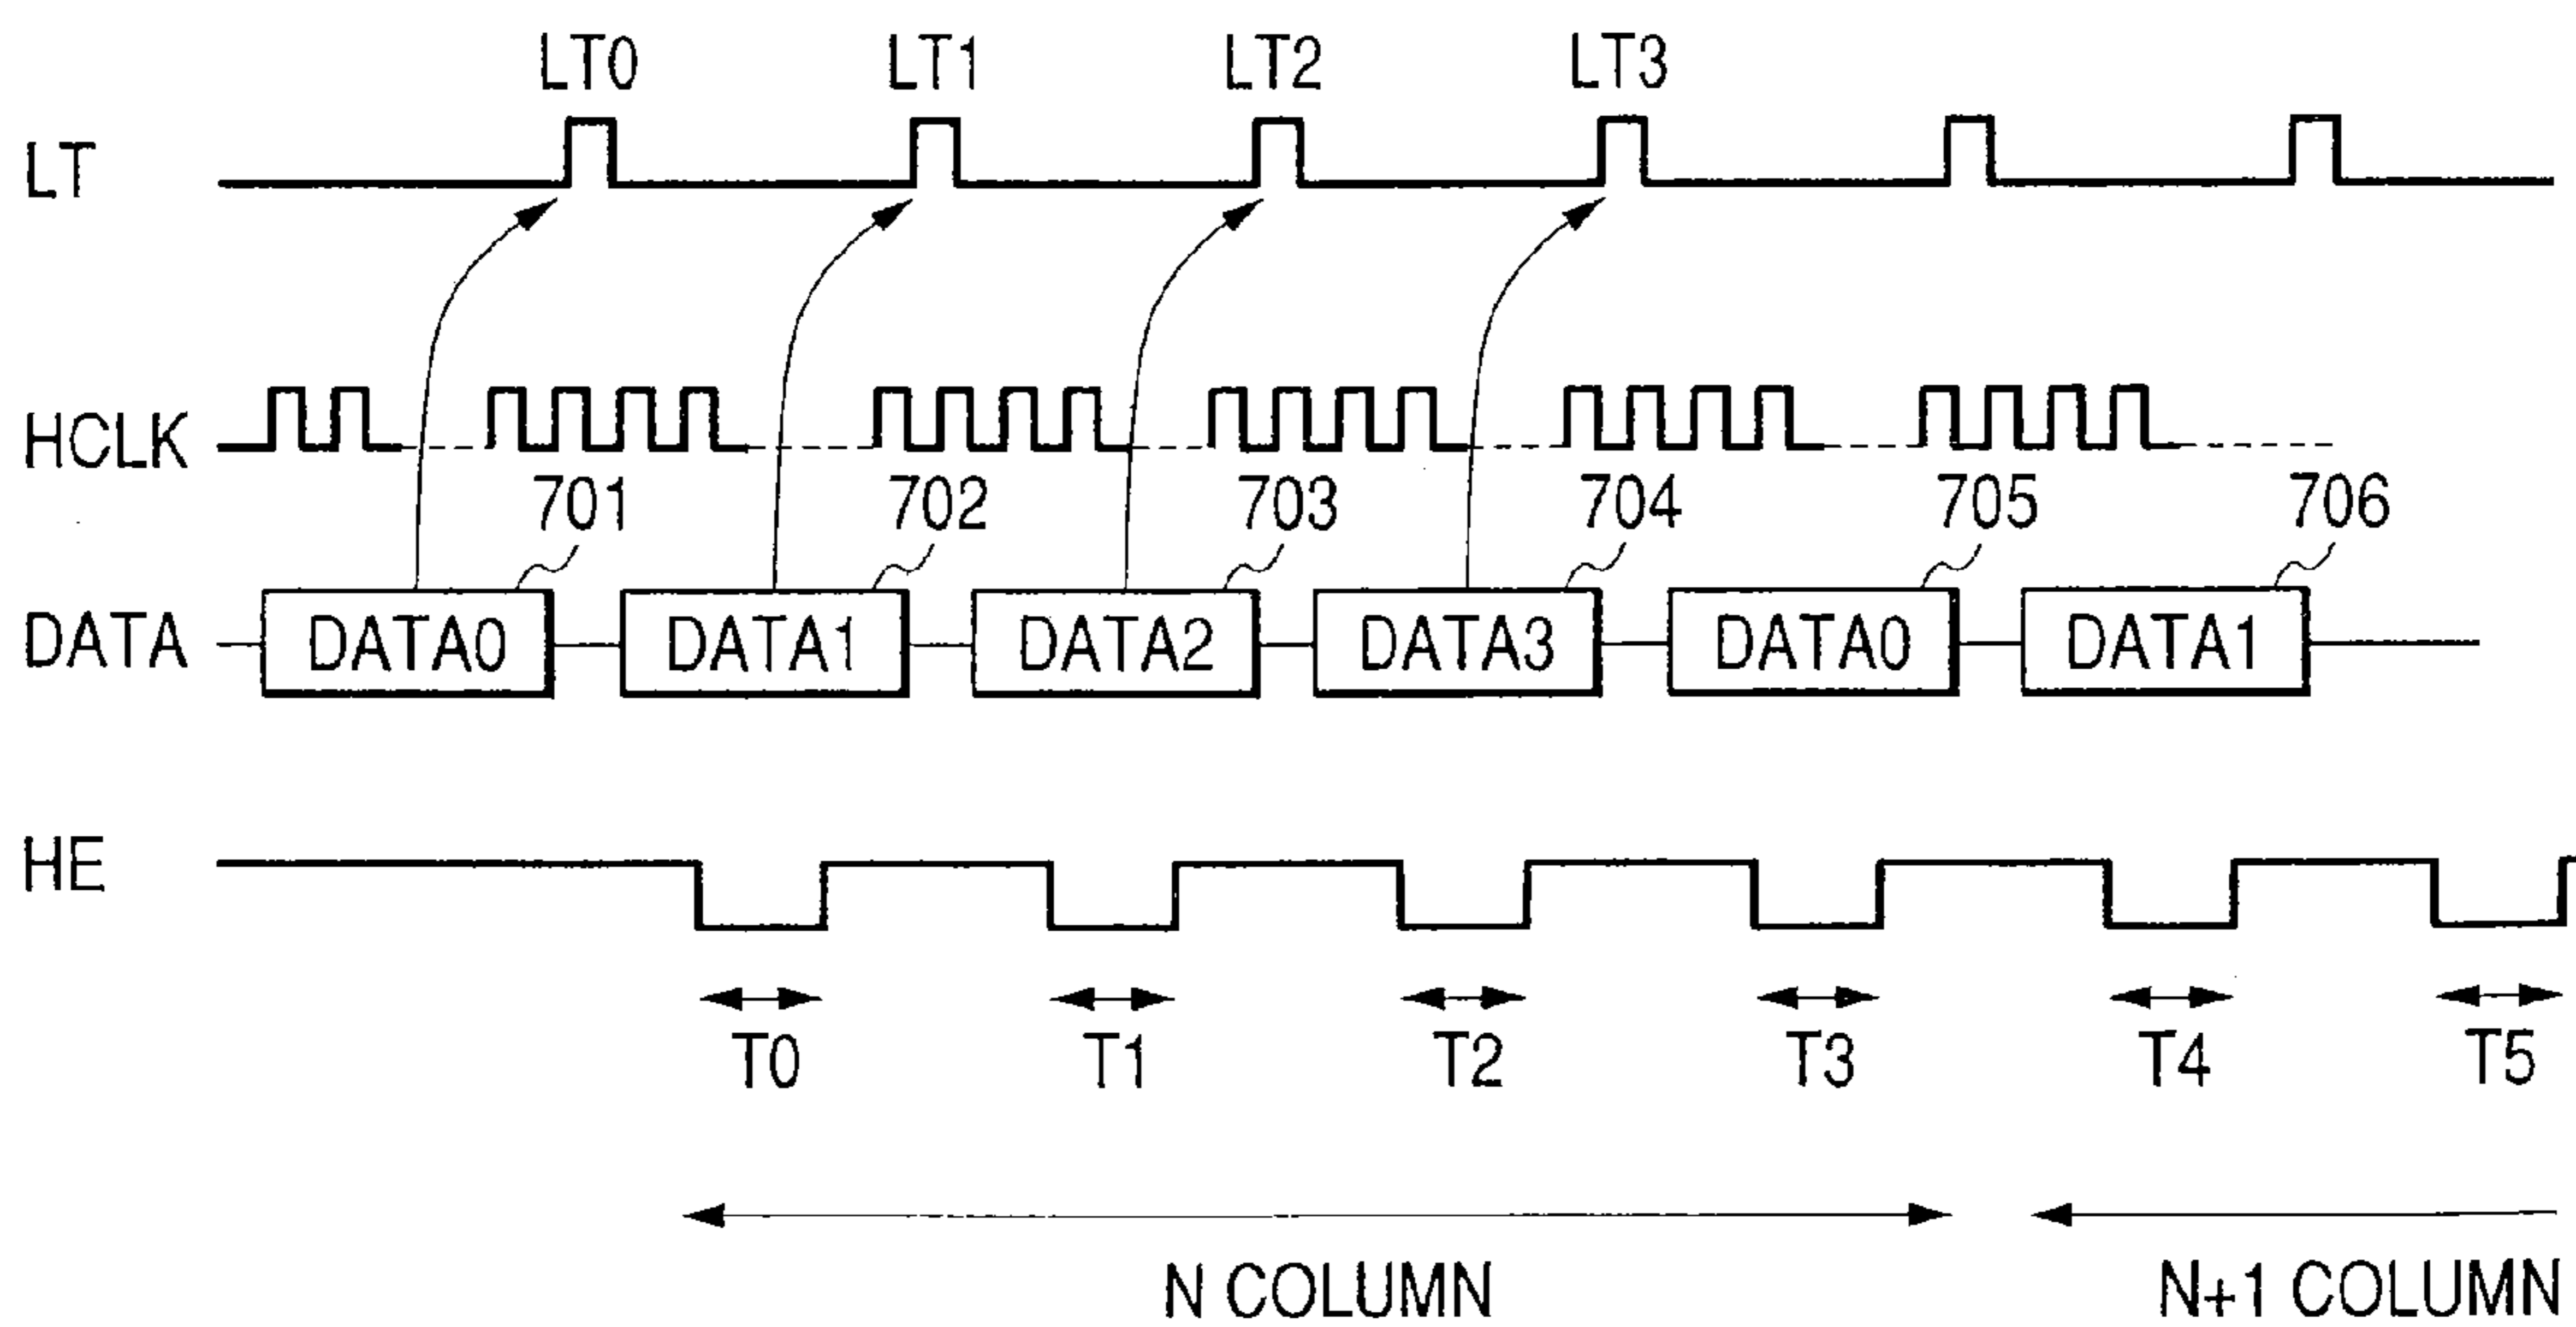 LT0 LT1 LT2 LT3
LT
HCLK
701 702 703 704 705 706
DATA DATA0 DATA1 DATA2 DATA3 DATA0 DATA1
HE
T0 T1 T2 T3 T4 T5
N COLUMN N+1 COLUMN